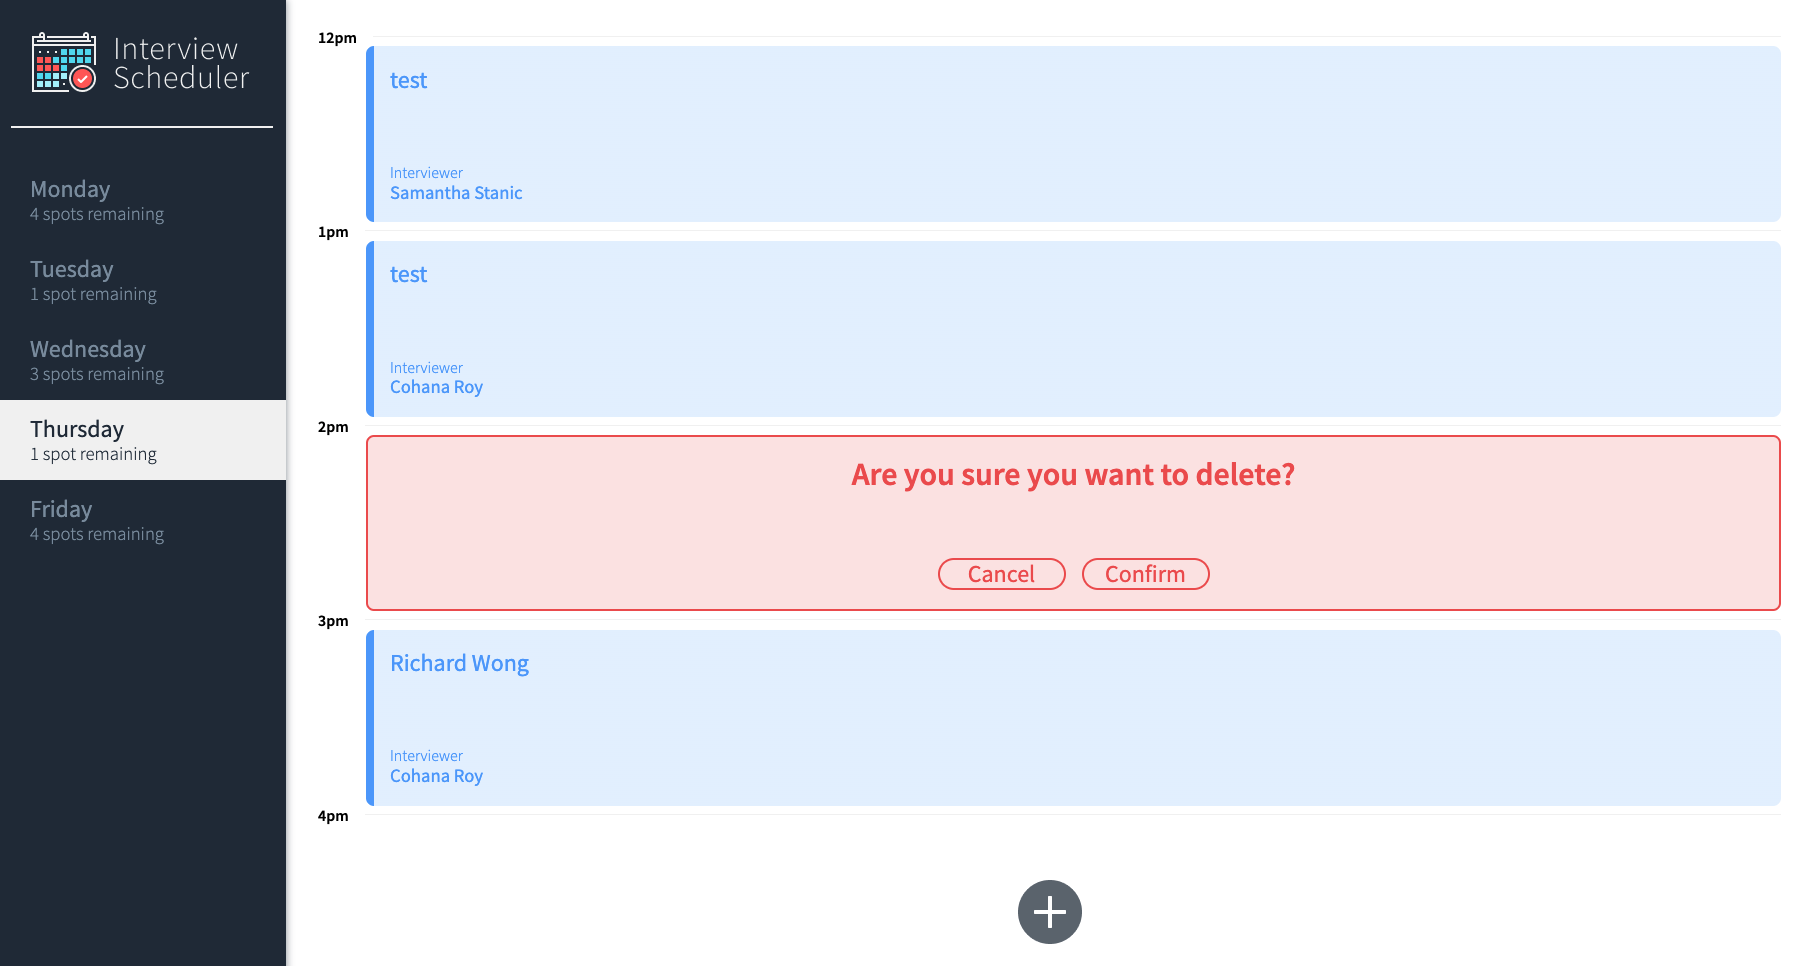 Interview
Scheduler
Monday
4 spots remaining
Tuesday
1 spot remaining
Wednesday
3 spots remaining
Thursday
1 spot remaining
Friday
4 spots remaining
12pm
test
Interviewer
Samantha Stanic
1pm
test
Interviewer
Cohana Roy
2pm
Are you sure you want to delete?
Cancel Confirm
3pm
Richard Wong
Interviewer
Cohana Roy
4pm